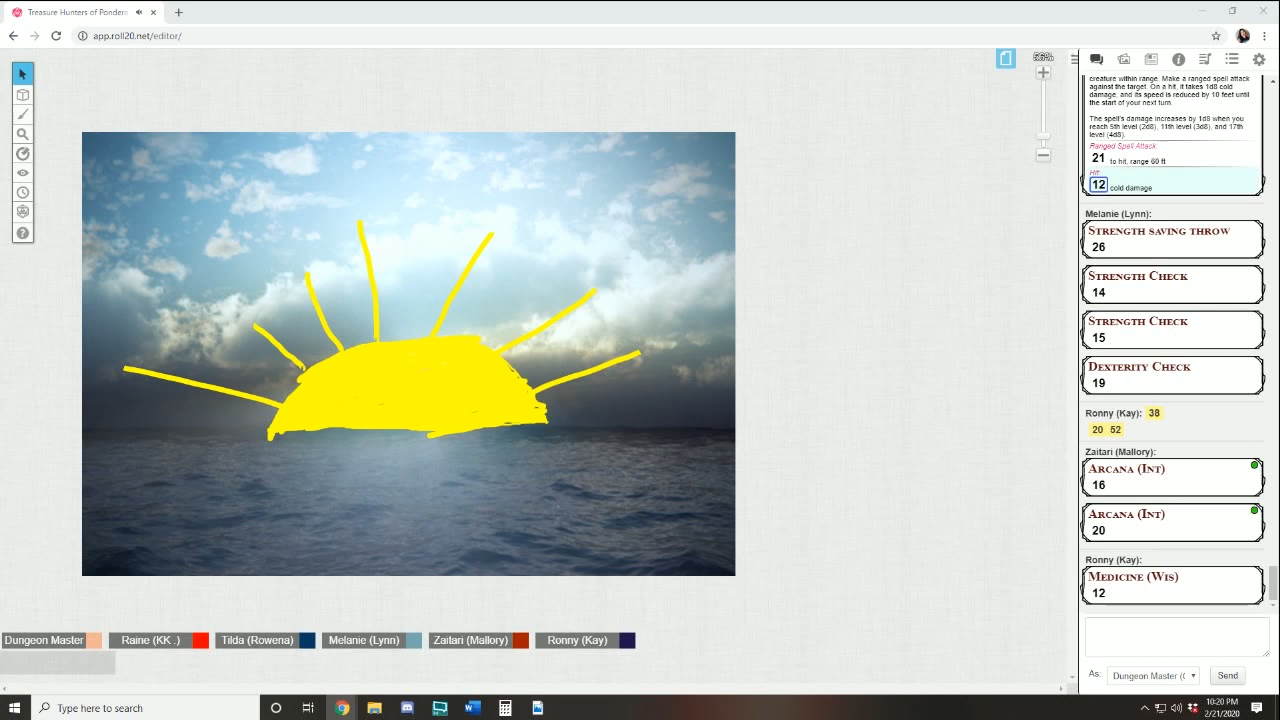 Treasure Hunters of Pondera
app.roll20.net/editor/
creature within range. Make a ranged spell attack
against the target. On a hit, it takes 1d8 cold
damage, and its speed is reduced by 10 feet until
the start of your next turn.
The spell's damage increases by 1d8 when you
reach 5th level (2d8), 11th level (3d8), and 17th
level (4d8).
Ranged Spell Attack:
21 to hit, range 60 ft
Hit:
12 cold damage
Melanie (Lynn):
Strength saving throw
26
Strength Check
14
Strength Check
15
Dexterity Check
19
Ronny (Kay): 38
20 52
Zaitari (Mallory):
Arcana (Int)
16
Arcana (Int)
20
Ronny (Kay):
Medicine (Wis)
12
Dungeon Master Raine (KK .) Tilda (Rowena) Melanie (Lynn) Zaitari (Mallory) Ronny (Kay)
As: Dungeon Master (( Send
Type here to search
10:20 PM
2/21/2020